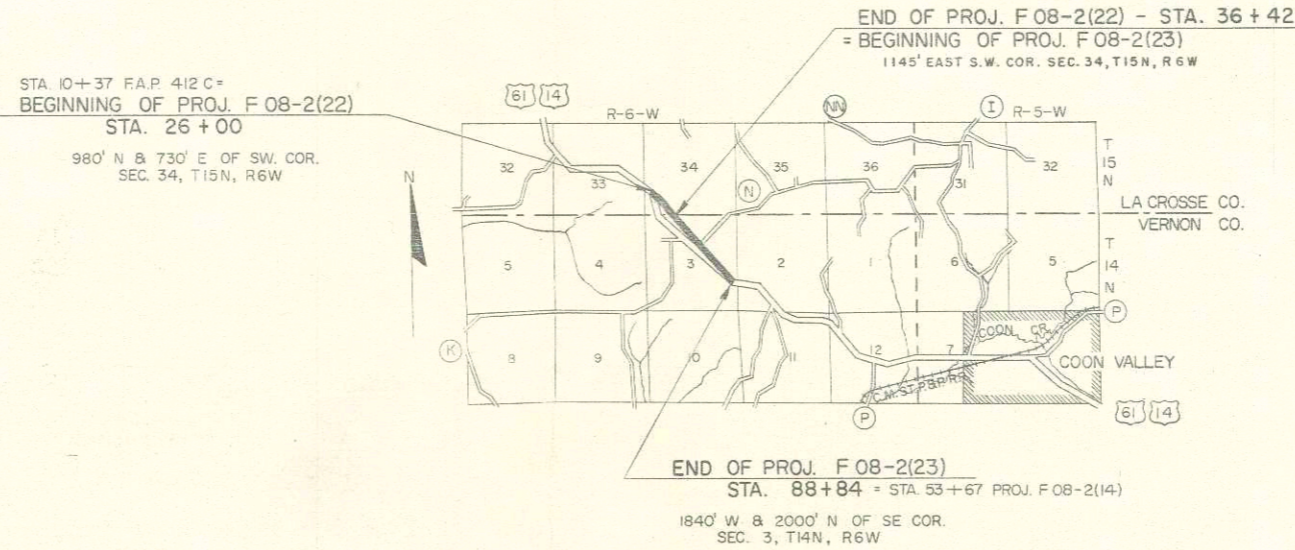 END OF PROJ. F 08-2(22) - STA. 36 + 42
= BEGINNING OF PROJ. F 08-2(23)
1145' EAST S.W. COR. SEC. 34, T15N, R6W
STA. 10+37 F.A.P. 412 C =
BEGINNING OF PROJ. F 08-2(22)
STA. 26 + 00
980' N & 730' E OF SW. COR.
SEC. 34, T15N, R6W
61 14
R-6-W
NN
I
R-5-W
N
32 33 34 35 36 31 32
T 15 N
N
LA CROSSE CO.
VERNON CO.
5 4 3 2 1 6 5
T 14 N
P
K
8 9 10 11 12 7
COON CR.
COON VALLEY
C.M. ST. P. & P. RR.
P
61 14
END OF PROJ. F 08-2(23)
STA. 88+84 = STA. 53+67 PROJ. F 08-2(14)
1840' W & 2000' N OF SE COR.
SEC. 3, T14N, R6W